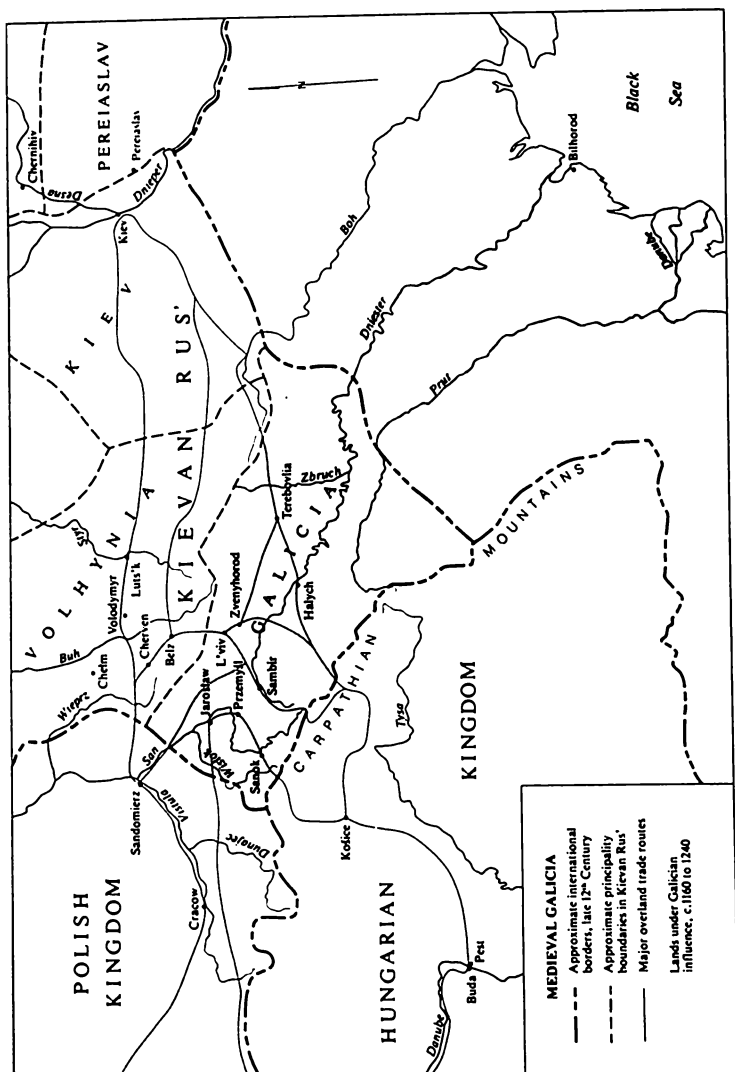 POLISH
KINGDOM
Sandomierz
Cracow
Vistula
Dunajec
San
Wisłok
Wieprz
Buh
Chełm
Volodymyr
Cherven
Luts'k
Styr
Belz
VOLHYNIA
KIEV
KIEVAN RUS'
Kiev
Desna
Chernihiv
PEREIASLAV
Pereiaslav
Dnieper
N
Jarosław
Przemyśl
L'viv
Sanok
Sambir
Zvenyhorod
GALICIA
Halych
Terebovlia
Zbruch
Boh
Dniester
Prut
CARPATHIAN
MOUNTAINS
HUNGARIAN
KINGDOM
Košice
Tysa
Buda
Pest
Danube
Bilhorod
Danube
Black
Sea
MEDIEVAL GALICIA
Approximate international
borders, late 12th Century
Approximate principality
boundaries in Kievan Rus'
Major overland trade routes
Lands under Galician
influence, c.1160 to 1240